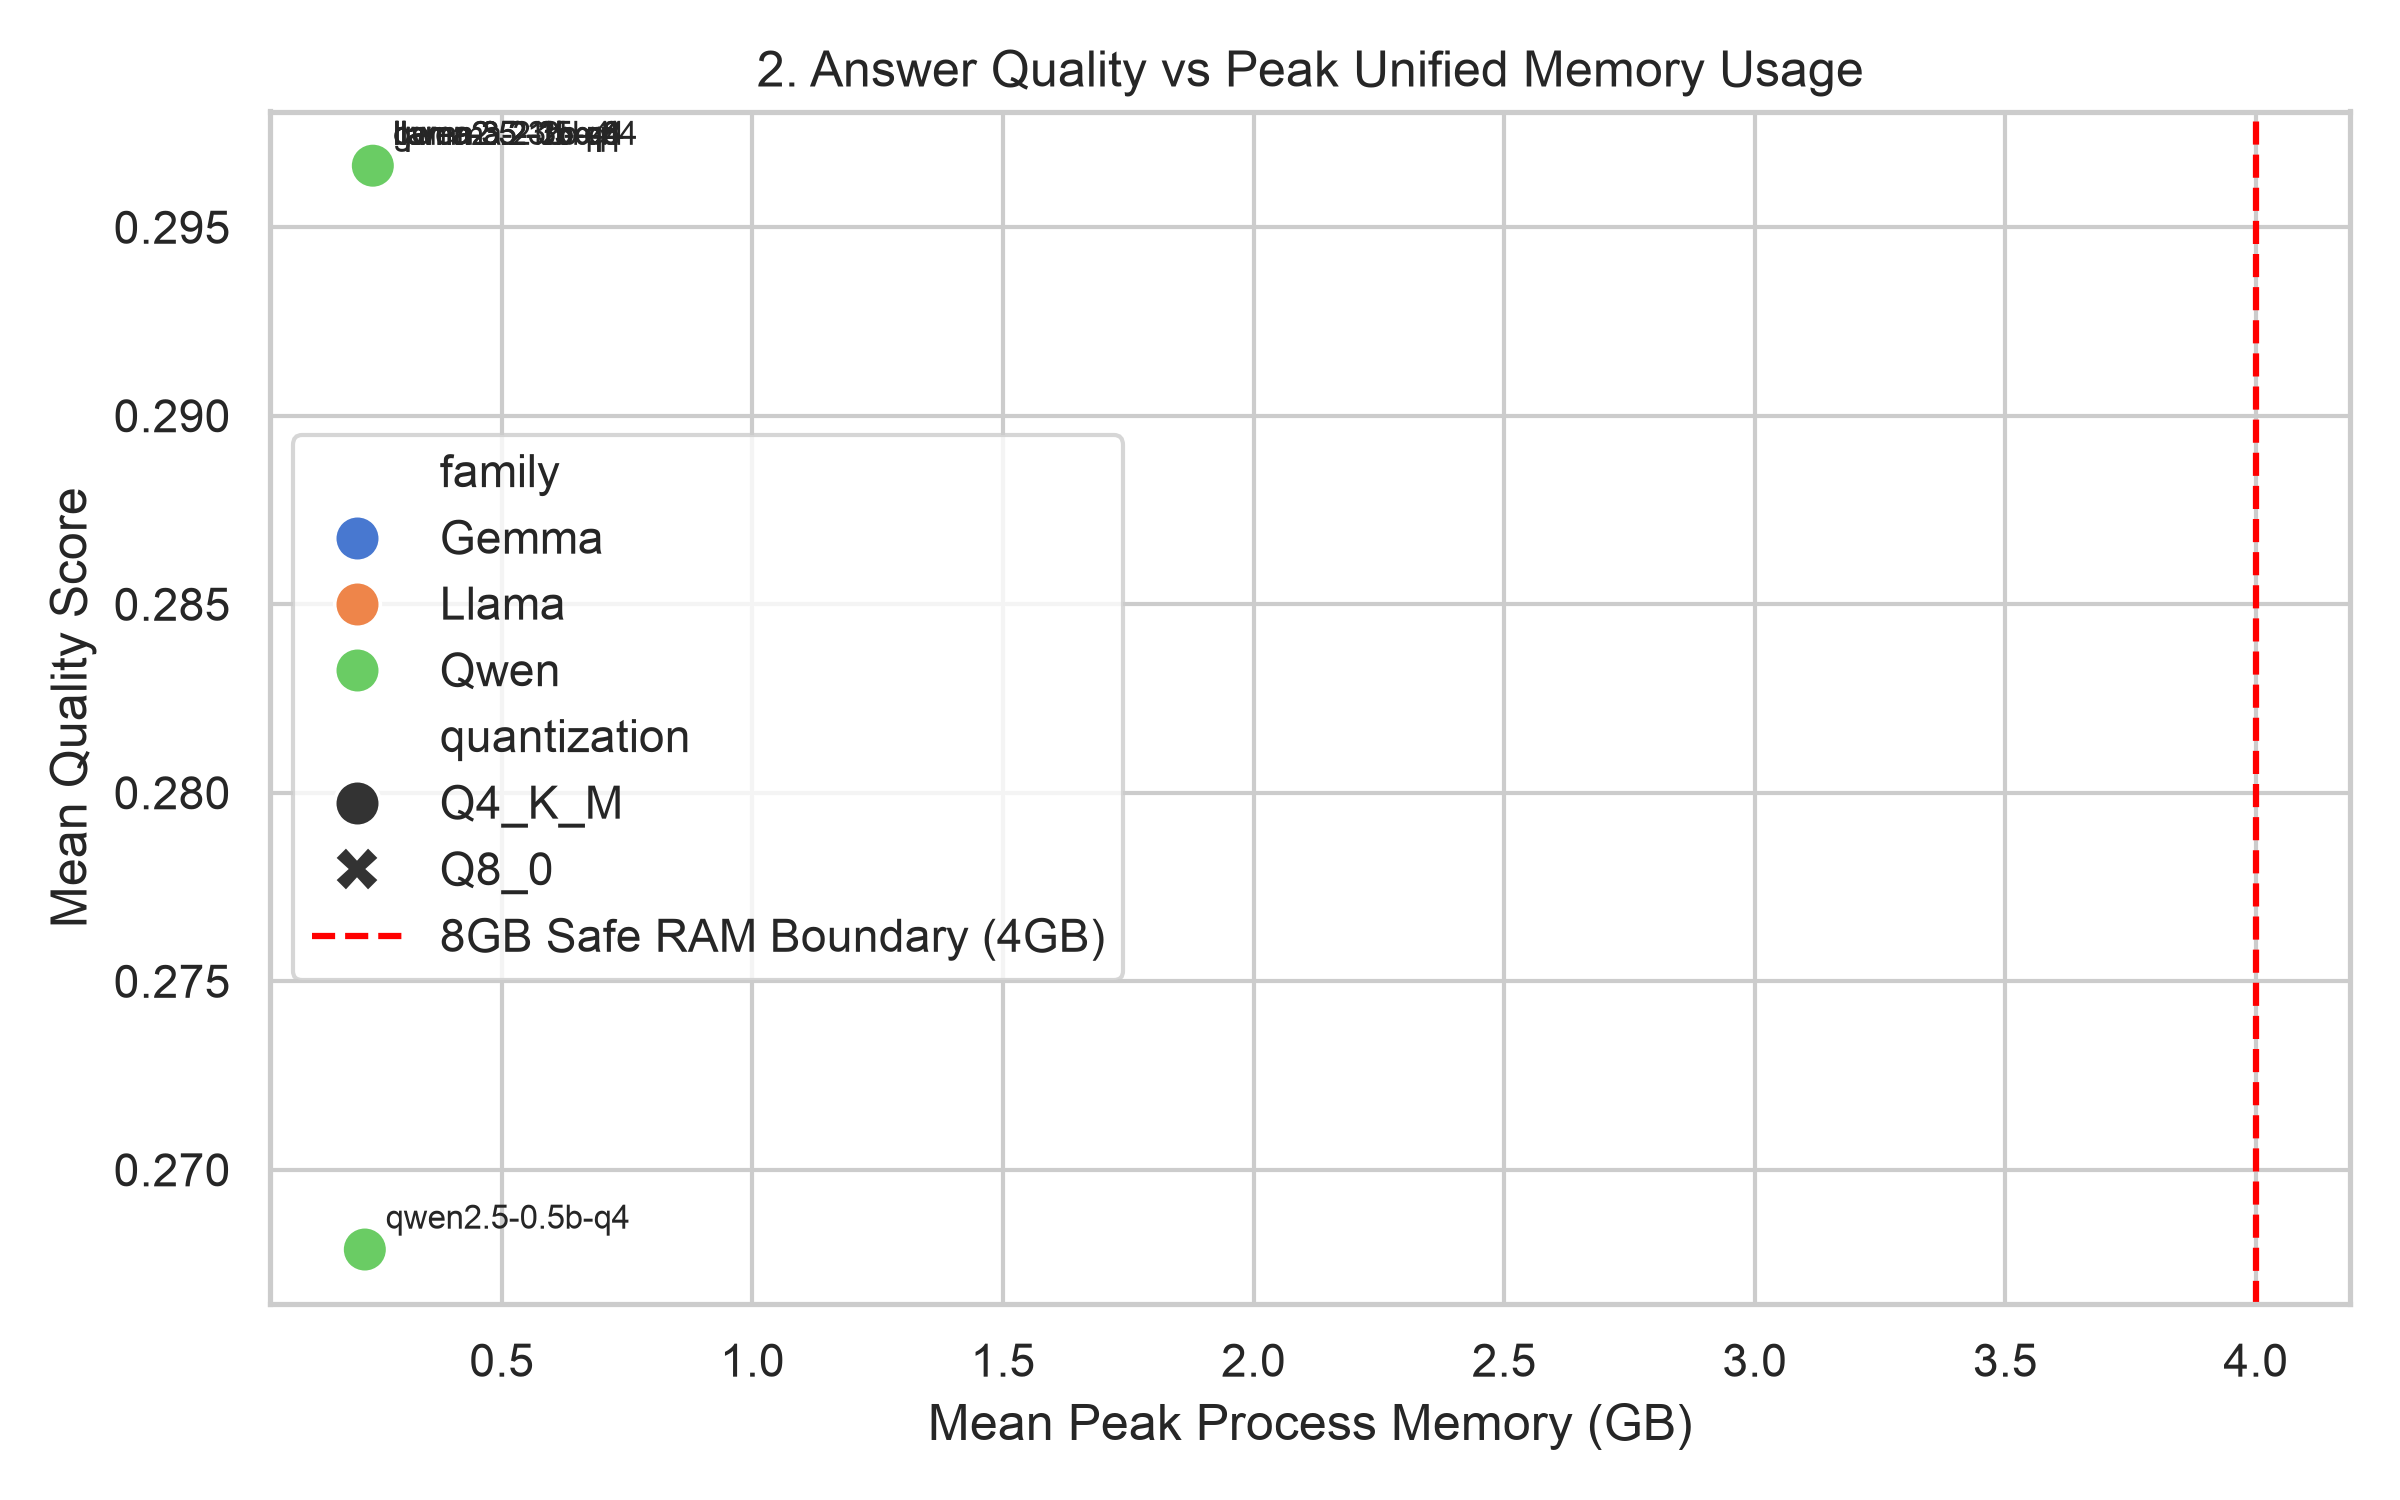 2. Answer Quality vs Peak Unified Memory Usage
0.295
0.290
0.285
0.280
0.275
0.270
Mean Quality Score
family
Gemma
Llama
Qwen
quantization
Q4_K_M
Q8_0
8GB Safe RAM Boundary (4GB)
qwen2.5-0.5b-q4
0.5
1.0
1.5
2.0
2.5
3.0
3.5
4.0
Mean Peak Process Memory (GB)